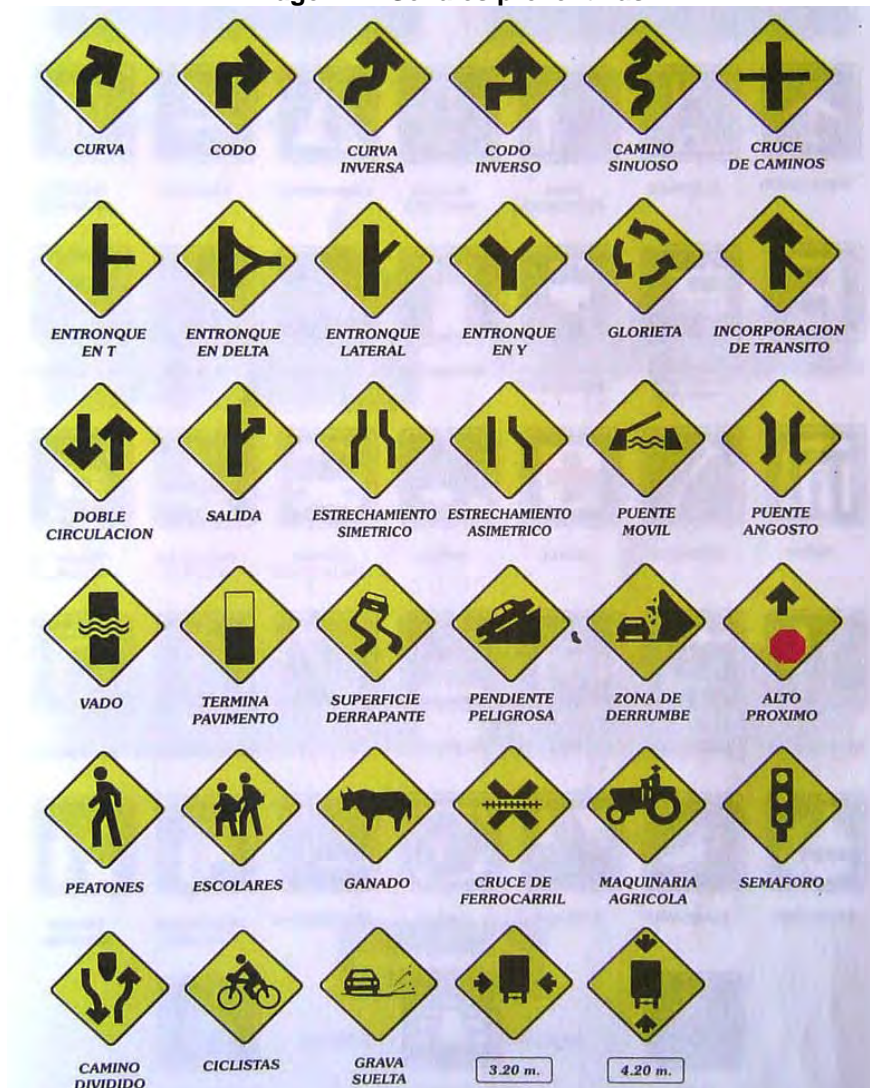 CURVA
CODO
CURVA
INVERSA
CODO
INVERSO
CAMINO
SINUOSO
CRUCE
DE CAMINOS
ENTRONQUE
EN T
ENTRONQUE
EN DELTA
ENTRONQUE
LATERAL
ENTRONQUE
EN Y
GLORIETA
INCORPORACION
DE TRANSITO
DOBLE
CIRCULACION
SALIDA
ESTRECHAMIENTO
SIMETRICO
ESTRECHAMIENTO
ASIMETRICO
PUENTE
MOVIL
PUENTE
ANGOSTO
VADO
TERMINA
PAVIMENTO
SUPERFICIE
DERRAPANTE
PENDIENTE
PELIGROSA
ZONA DE
DERRUMBE
ALTO
PROXIMO
PEATONES
ESCOLARES
GANADO
CRUCE DE
FERROCARRIL
MAQUINARIA
AGRICOLA
SEMAFORO
CAMINO
DIVIDIDO
CICLISTAS
GRAVA
SUELTA
3.20 m.
4.20 m.